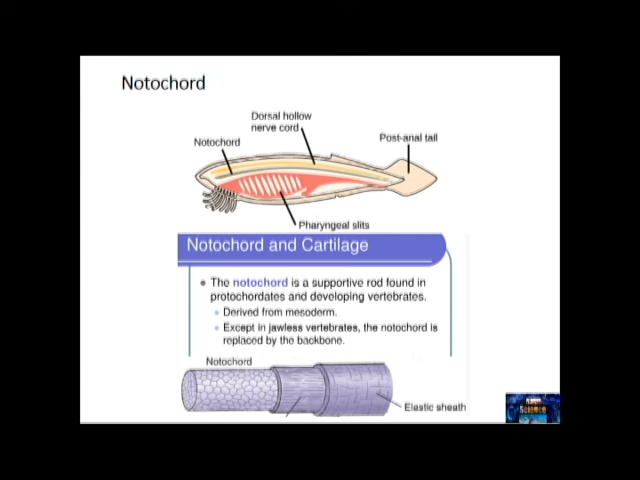 Notochord
Dorsal hollow
nerve cord
Notochord
Post-anal tail
Pharyngeal slits
Notochord and Cartilage
The notochord is a supportive rod found in
protochordates and developing vertebrates.
Derived from mesoderm.
Except in jawless vertebrates, the notochord is
replaced by the backbone.
Notochord
Elastic sheath
Science